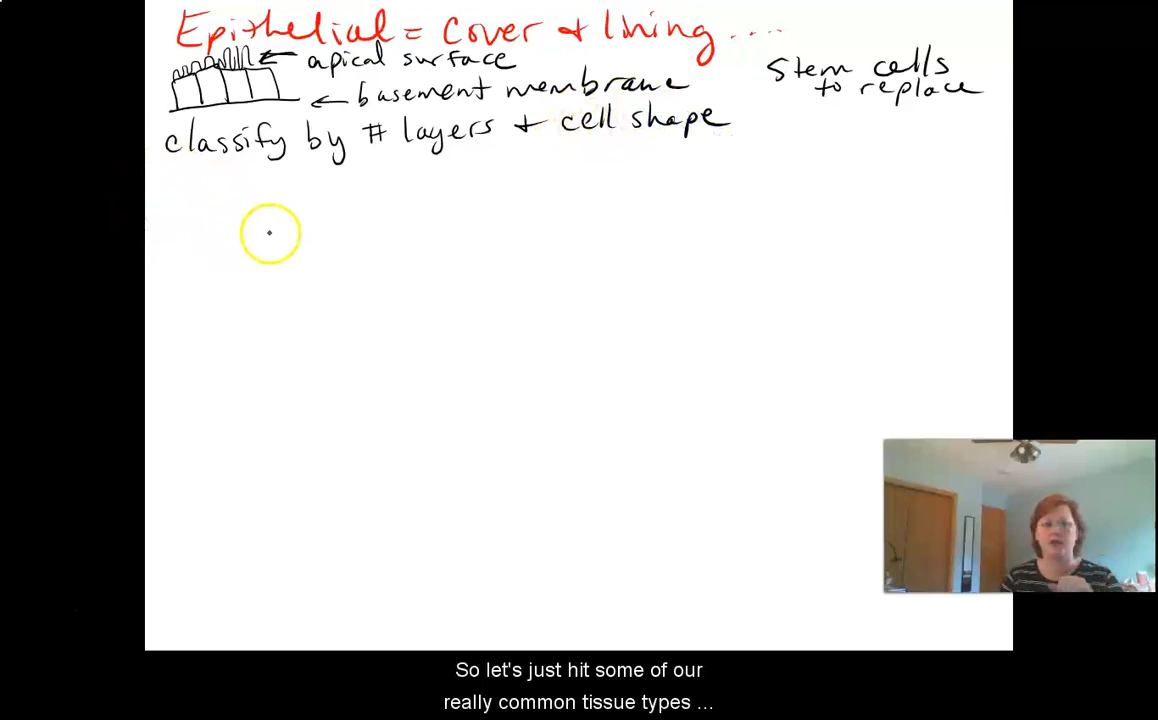 Epithelial = cover + lining ....
← apical surface
← basement membrane
Stem cells
to replace
classify by # layers + cell shape
So let's just hit some of our
really common tissue types ...